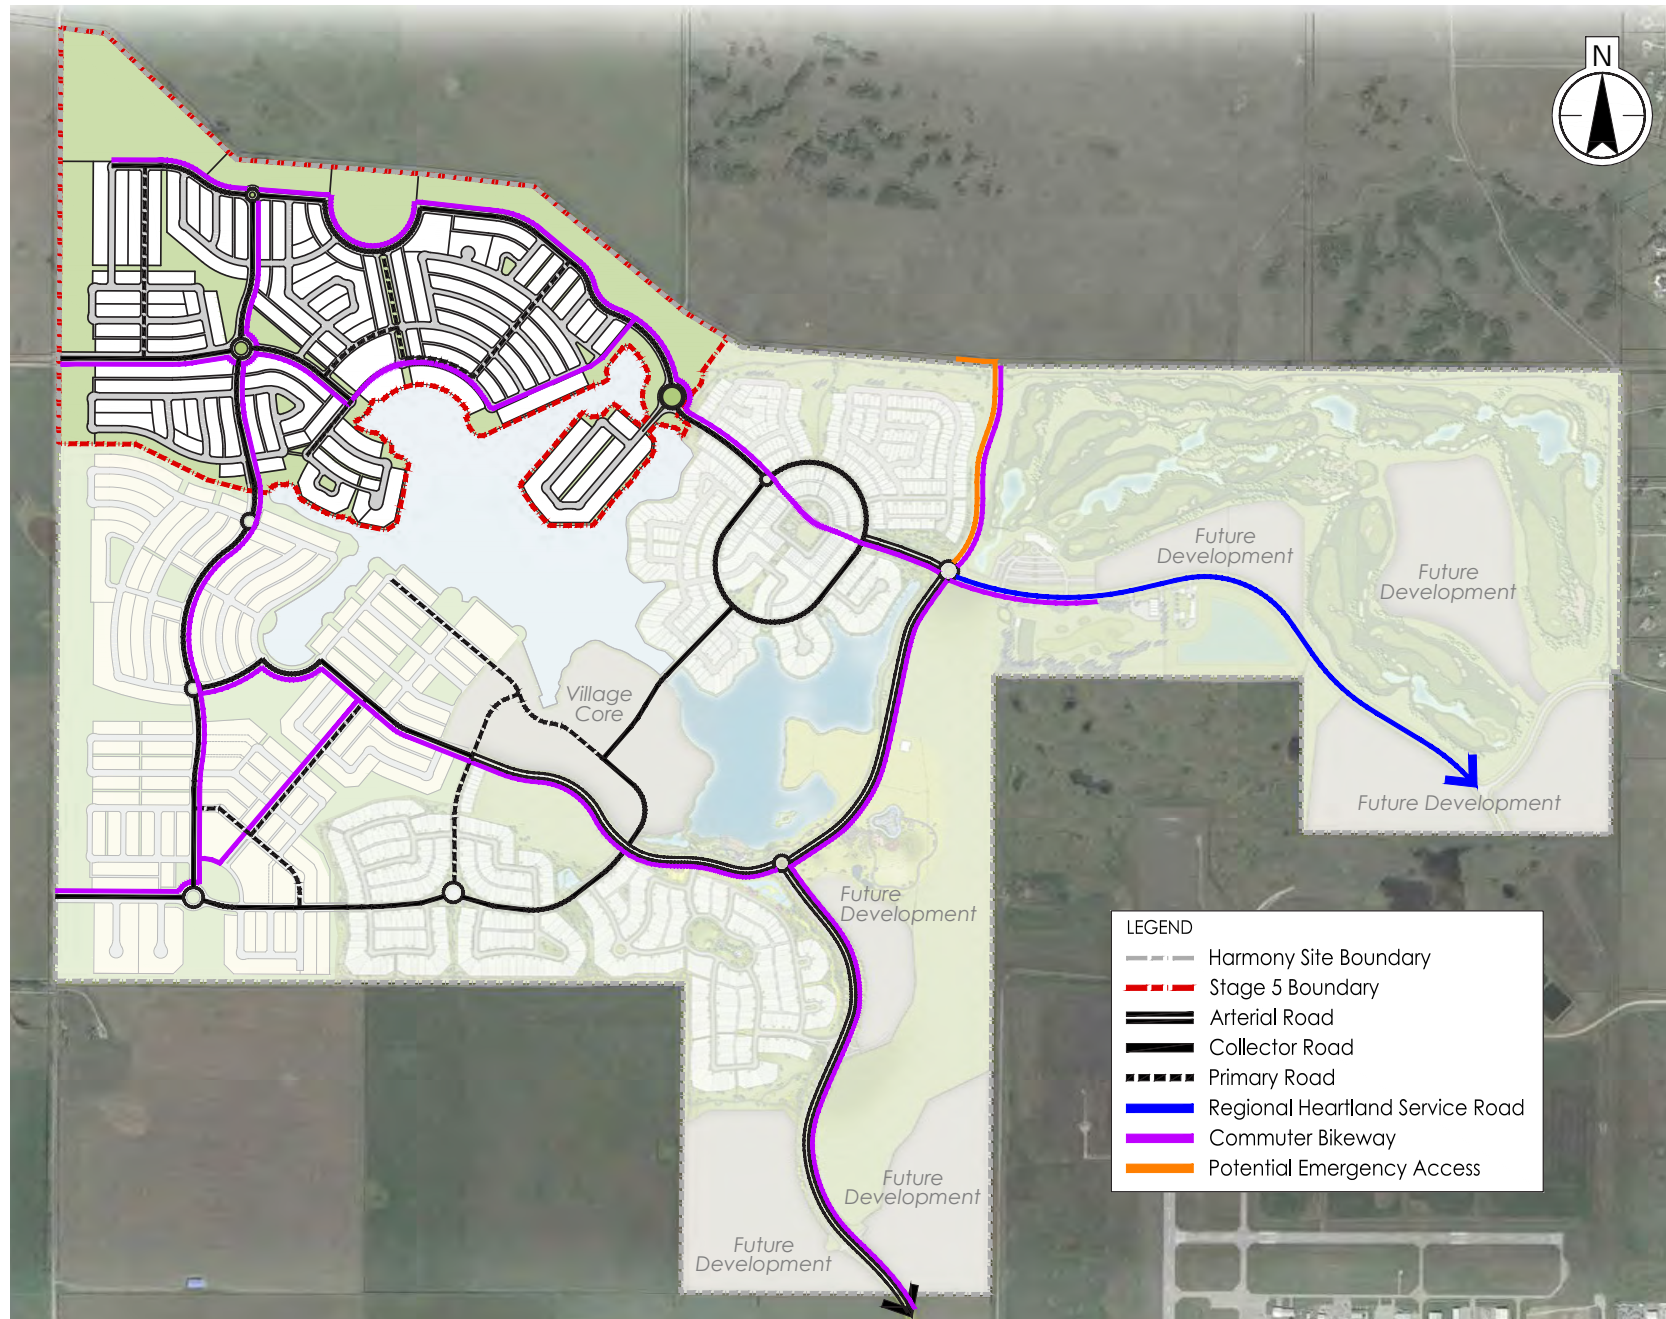 N
Future
Development
Future
Development
Village
Core
Future Development
Future
Development
LEGEND
Harmony Site Boundary
Stage 5 Boundary
Arterial Road
Collector Road
Primary Road
Regional Heartland Service Road
Commuter Bikeway
Potential Emergency Access
Future
Development
Future
Development